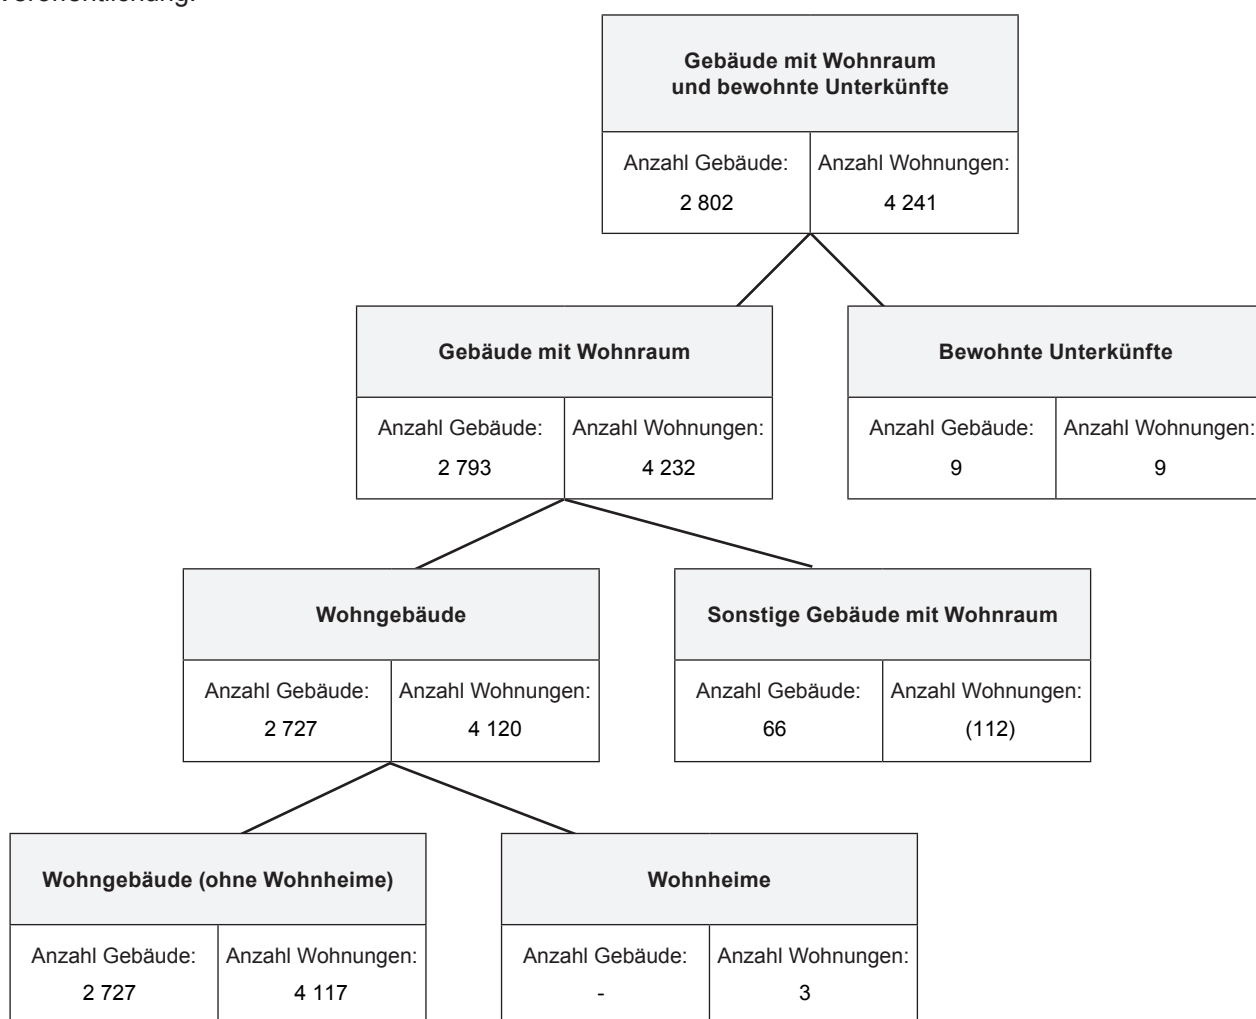 Veröffentlichung.
Gebäude mit Wohnraum
und bewohnte Unterkünfte
Anzahl Gebäude:
Anzahl Wohnungen:
2 802
4 241
Gebäude mit Wohnraum
Bewohnte Unterkünfte
Anzahl Gebäude:
Anzahl Wohnungen:
Anzahl Gebäude:
Anzahl Wohnungen:
2 793
4 232
9
9
Wohngebäude
Sonstige Gebäude mit Wohnraum
Anzahl Gebäude:
Anzahl Wohnungen:
Anzahl Gebäude:
Anzahl Wohnungen:
2 727
4 120
66
(112)
Wohngebäude (ohne Wohnheime)
Wohnheime
Anzahl Gebäude:
Anzahl Wohnungen:
Anzahl Gebäude:
Anzahl Wohnungen:
2 727
4 117
-
3